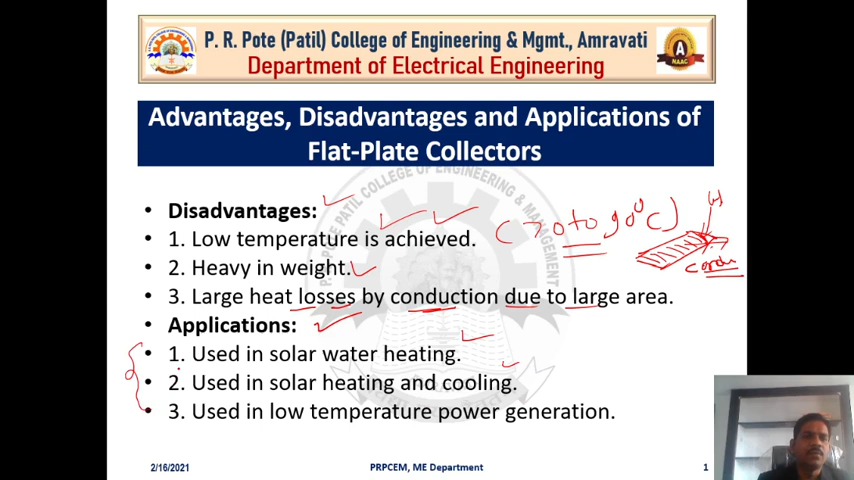 P. R. Pote (Patil) College of Engineering & Mgmt., Amravati
Department of Electrical Engineering
A
NAAC
Advantages, Disadvantages and Applications of
Flat-Plate Collectors
• Disadvantages:
• 1. Low temperature is achieved.
• 2. Heavy in weight.
• 3. Large heat losses by conduction due to large area.
• Applications:
• 1. Used in solar water heating.
• 2. Used in solar heating and cooling.
• 3. Used in low temperature power generation.
2/16/2021
PRPCEM, ME Department
1